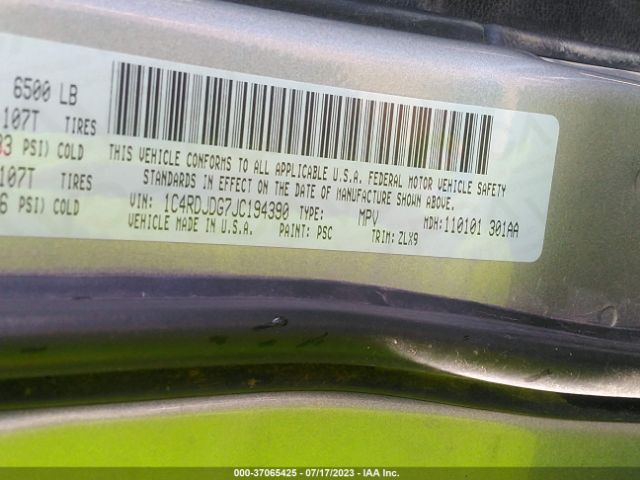 6500 LB
107T TIRES
PSI) COLD
107T TIRES
PSI) COLD
THIS VEHICLE CONFORMS TO ALL APPLICABLE U.S.A. FEDERAL MOTOR VEHICLE SAFETY
STANDARDS IN EFFECT ON THE DATE OF MANUFACTURE SHOWN ABOVE.
VIN: 1C4RDJDG7JC194390 TYPE: MPV MDH:110101 301AA
VEHICLE MADE IN U.S.A. PAINT: PSC TRIM: ZLX9
000-37065425 - 07/17/2023 - IAA Inc.